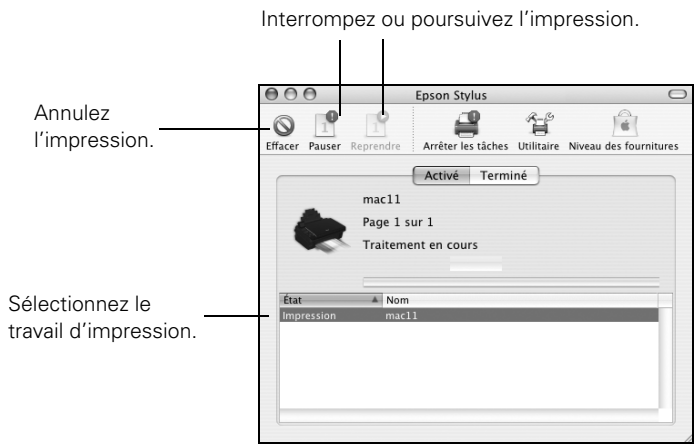 Interrompez ou poursuivez l’impression.
Annulez
l’impression.
Epson Stylus
Effacer Pauser Reprendre Arrêter les tâches Utilitaire Niveau des fournitures
Activé Terminé
mac11
Page 1 sur 1
Traitement en cours
Sélectionnez le
travail d’impression.
État Nom
Impression mac11